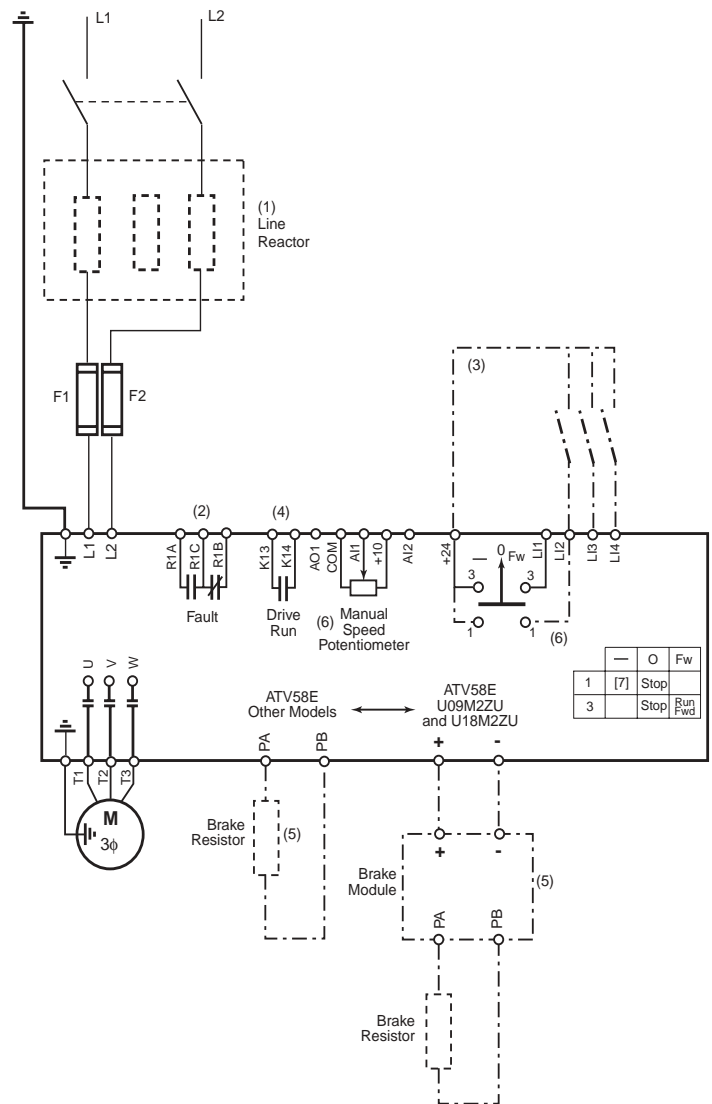 L1
L2
(1)
Line
Reactor
F1
F2
(3)
L1
L2
(2)
R1A
R1C
R1B
(4)
K13
K14
AO1
COM
AI1
+10
AI2
+24
LI1
LI2
LI3
LI4
— 0 Fw
3
3
1
1
(6)
Fault
Drive
Run
(6) Manual
Speed
Potentiometer
— O Fw
1 [7] Stop
3 Stop Run Fwd
U
V
W
ATV58E
Other Models
ATV58E
U09M2ZU
and U18M2ZU
PA
PB
+
-
T1
T2
T3
M
3ϕ
Brake
Resistor
(5)
+
-
Brake
Module
(5)
PA
PB
Brake
Resistor